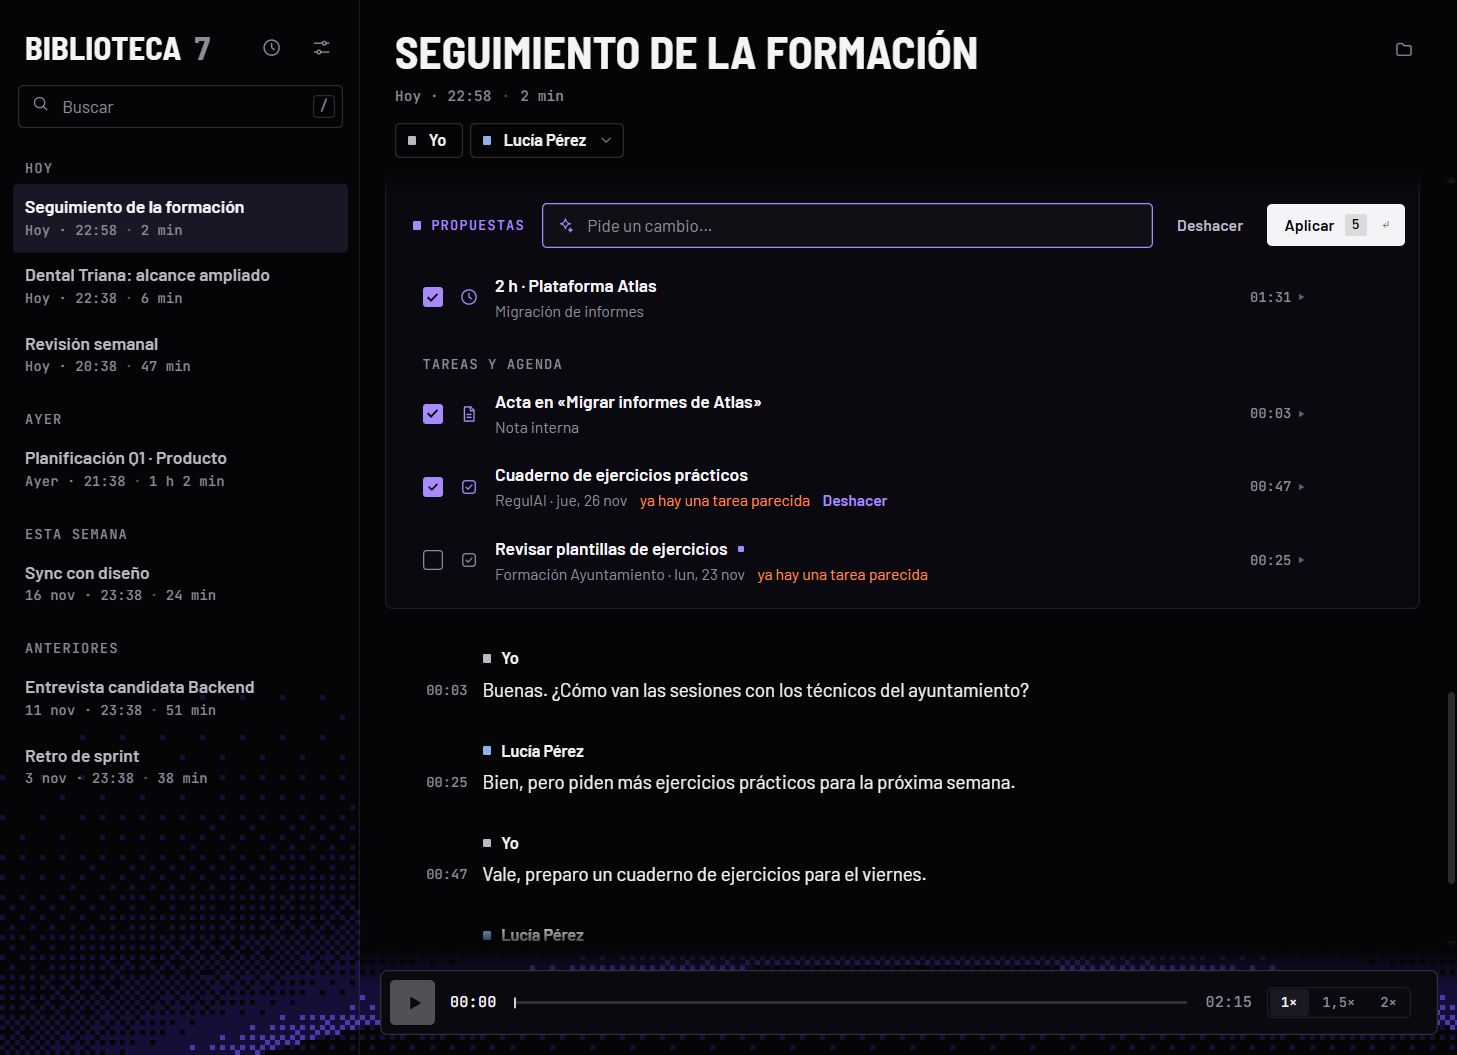 BIBLIOTECA 7
Buscar /
HOY
Seguimiento de la formación
Hoy · 22:58 · 2 min
Dental Triana: alcance ampliado
Hoy · 22:38 · 6 min
Revisión semanal
Hoy · 20:38 · 47 min
AYER
Planificación Q1 · Producto
Ayer · 21:38 · 1 h 2 min
ESTA SEMANA
Sync con diseño
16 nov · 23:38 · 24 min
ANTERIORES
Entrevista candidata Backend
11 nov · 23:38 · 51 min
Retro de sprint
3 nov · 23:38 · 38 min
SEGUIMIENTO DE LA FORMACIÓN
Hoy · 22:58 · 2 min
Yo Lucía Pérez
PROPUESTAS Pide un cambio... Deshacer Aplicar 5
2 h · Plataforma Atlas
Migración de informes
01:31
TAREAS Y AGENDA
Acta en «Migrar informes de Atlas»
Nota interna
00:03
Cuaderno de ejercicios prácticos
RegulAI · jue, 26 nov ya hay una tarea parecida Deshacer
00:47
Revisar plantillas de ejercicios
Formación Ayuntamiento · lun, 23 nov ya hay una tarea parecida
00:25
Yo
00:03 Buenas. ¿Cómo van las sesiones con los técnicos del ayuntamiento?
Lucía Pérez
00:25 Bien, pero piden más ejercicios prácticos para la próxima semana.
Yo
00:47 Vale, preparo un cuaderno de ejercicios para el viernes.
Lucía Pérez
00:00 02:15 1× 1,5× 2×